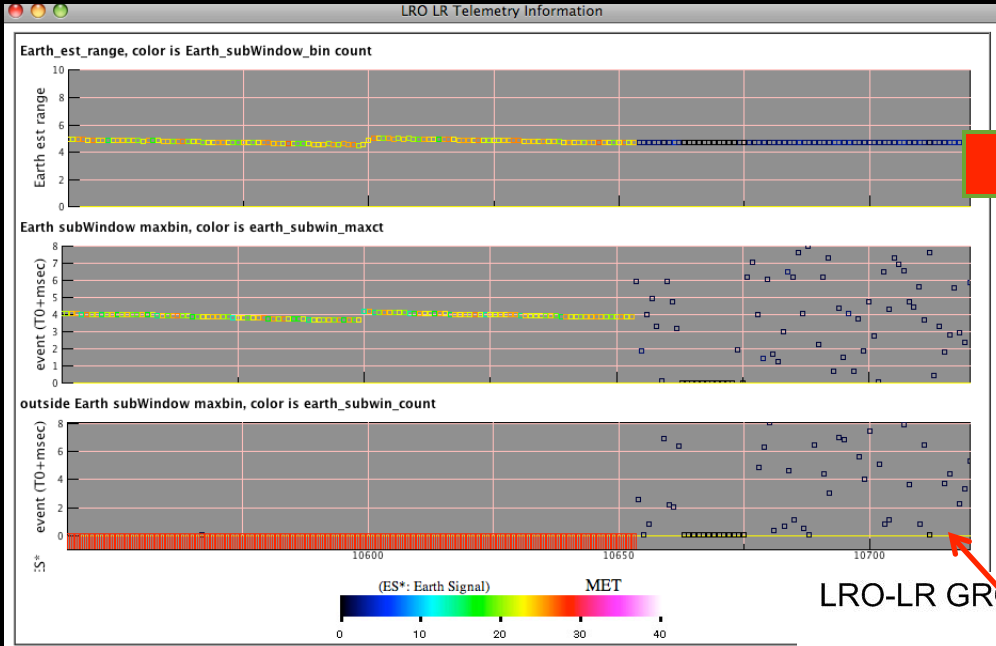 LRO LR Telemetry Information
Earth_est_range, color is Earth_subWindow_bin count
Earth est range
10
8
6
4
2
0
Earth subWindow maxbin, color is earth_subwin_maxct
event (T0+msec)
8
7
6
5
4
3
2
1
0
outside Earth subWindow maxbin, color is earth_subwin_count
event (T0+msec)
8
6
4
2
0
ES*
10600 10650 10700
(ES*: Earth Signal) MET
0 10 20 30 40
LRO-LR